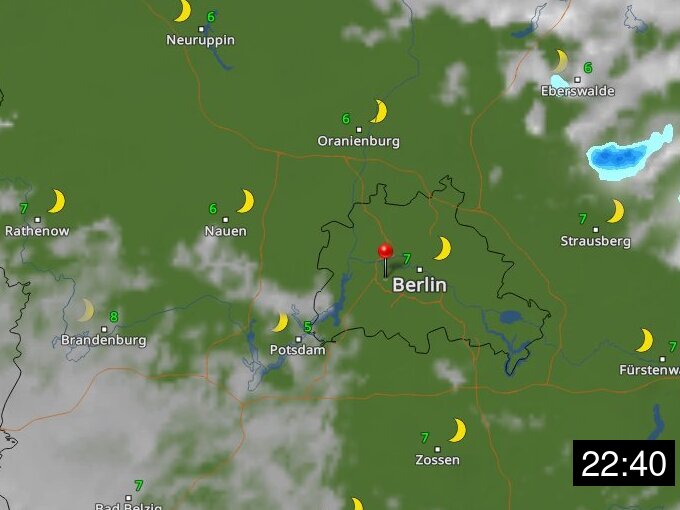 6
Neuruppin
6
Eberswalde
6
Oranienburg
7
Rathenow
6
Nauen
7
Strausberg
7
Berlin
8
Brandenburg
5
Potsdam
7
Fürstenwa
7
Zossen
22:40
7
Bad Belzig